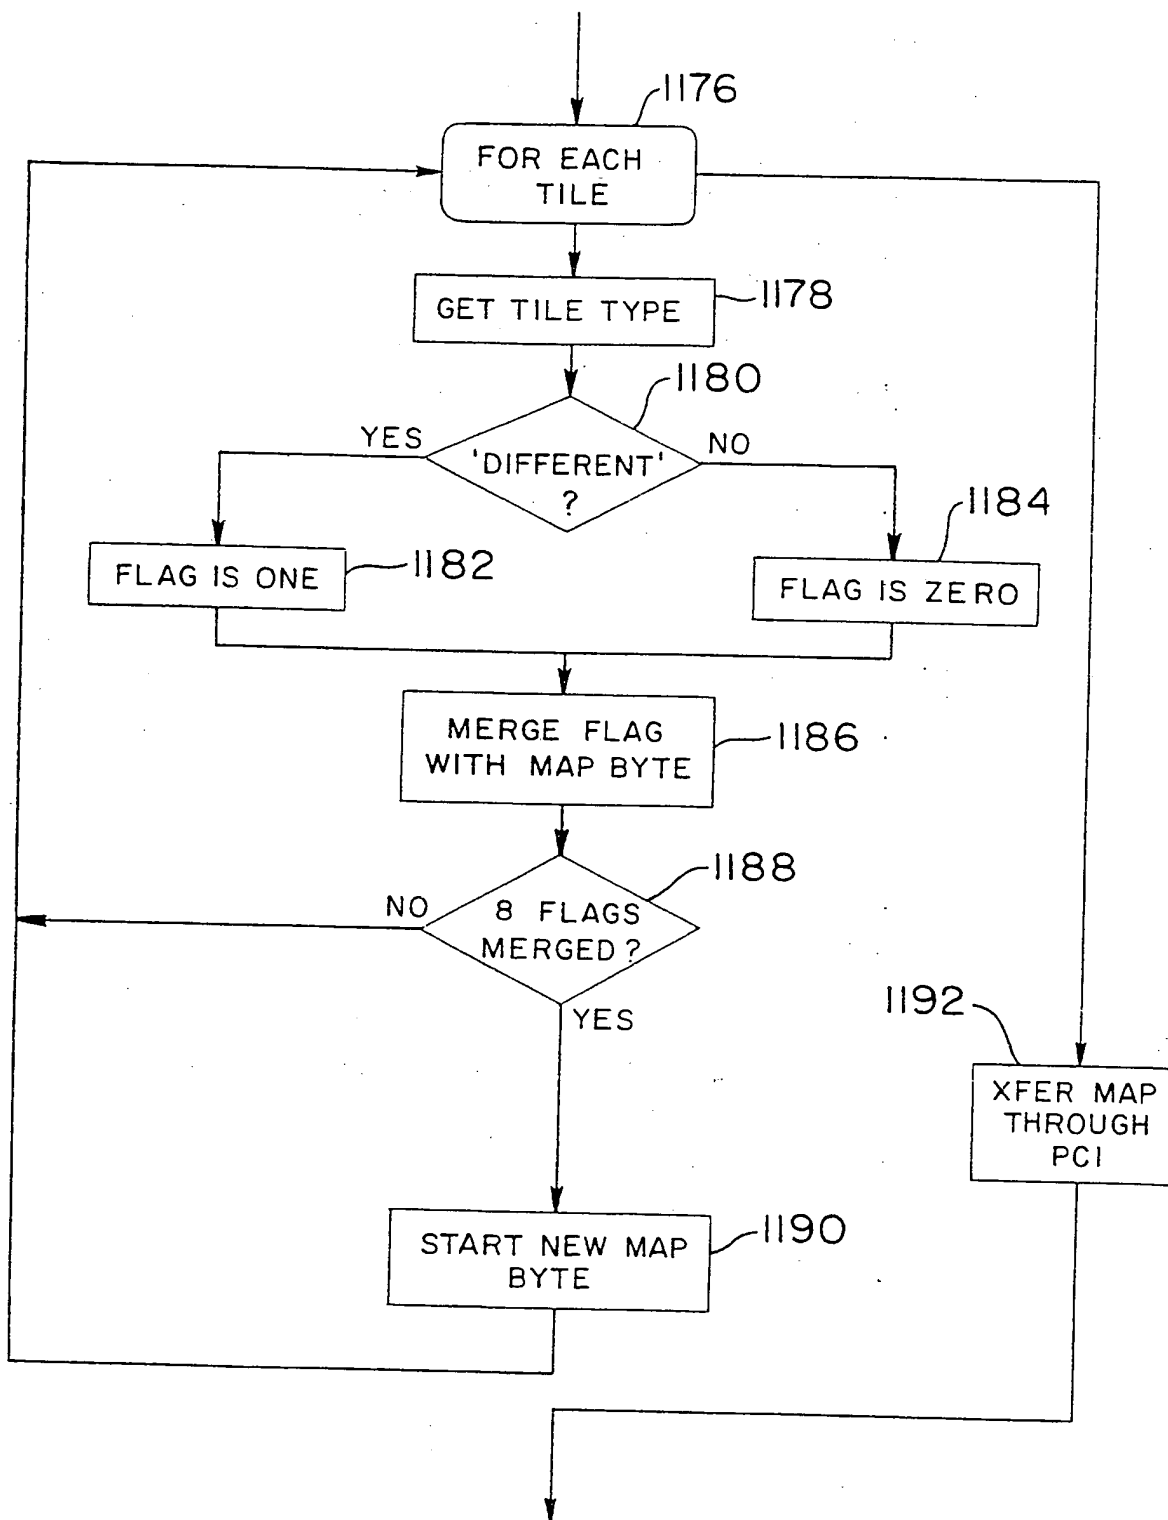 1176
FOR EACH
TILE
GET TILE TYPE
1178
1180
YES
'DIFFERENT'
?
NO
1184
FLAG IS ONE
1182
FLAG IS ZERO
MERGE FLAG
WITH MAP BYTE
1186
1188
NO
8 FLAGS
MERGED?
YES
1192
XFER MAP
THROUGH
PCI
START NEW MAP
BYTE
1190